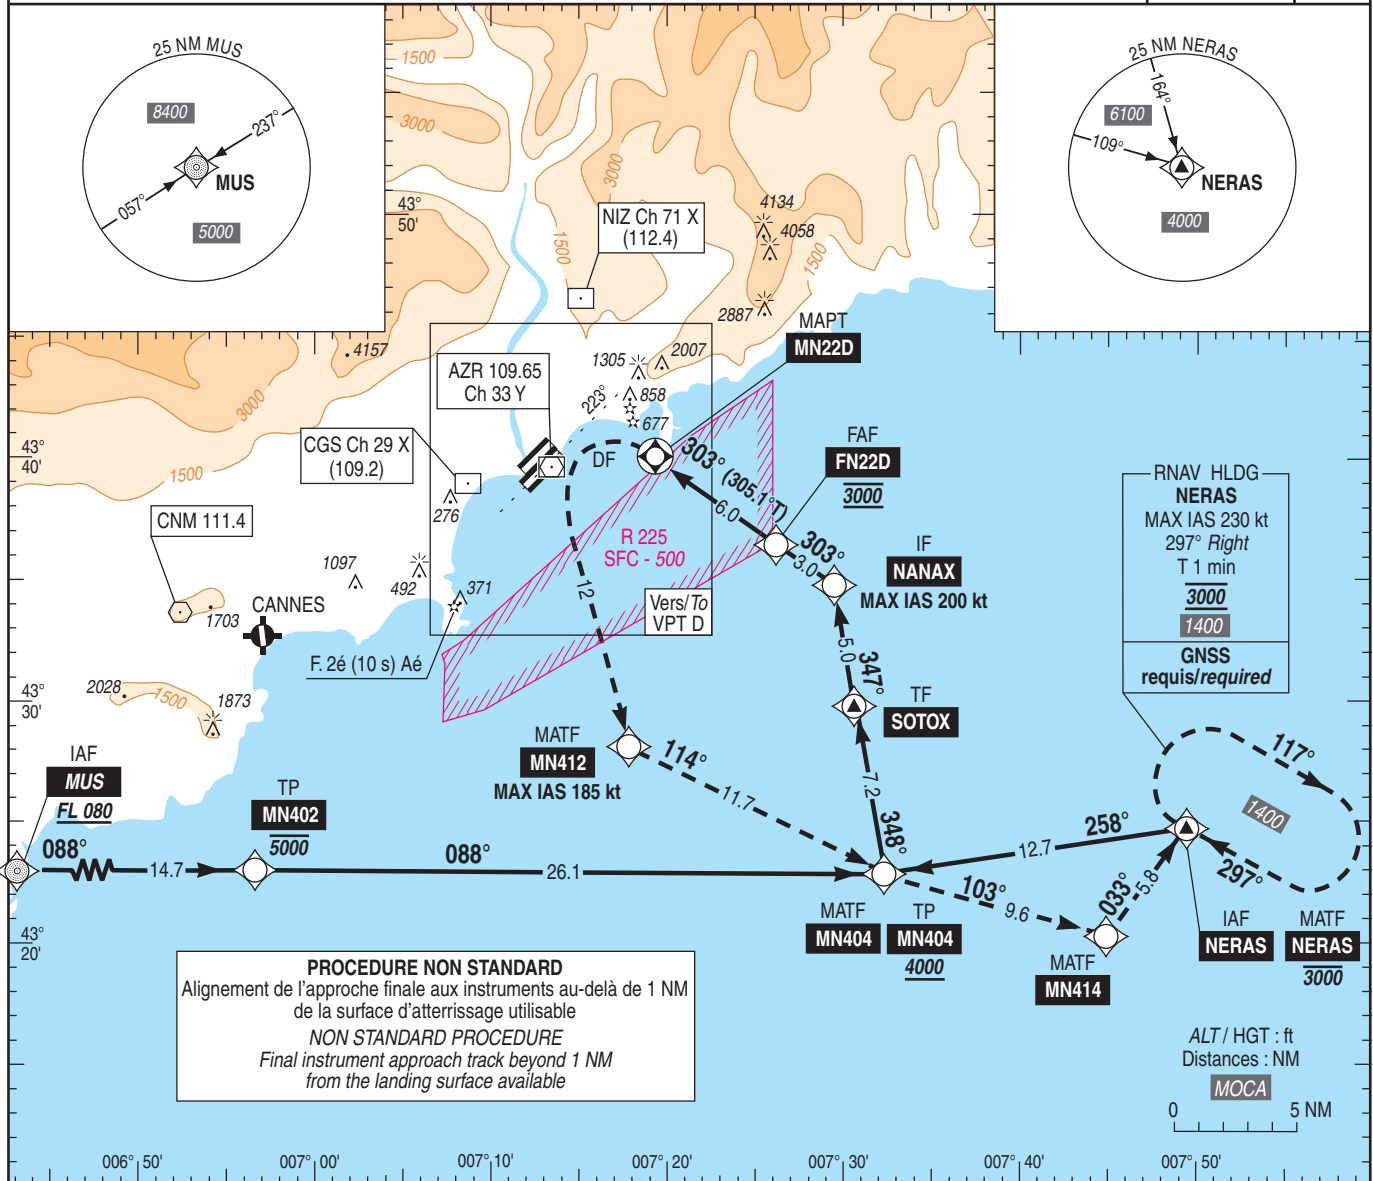 25 NM MUS
8400
237°
057°
MUS
5000
25 NM NERAS
164°
6100
109°
NERAS
4000
1500
3000
3000
1500
1500
43°
50'
NIZ Ch 71 X
(112.4)
4134
4058
2887
4157
3000
1500
MAPT
MN22D
AZR 109.65
Ch 33 Y
1305
2007
223°
858
677
43°
40'
CGS Ch 29 X
(109.2)
276
DF
303° (305.1°T)
6.0
FAF
FN22D
3000
R 225
SFC - 500
303°
3.0
IF
NANAX
MAX IAS 200 kt
RNAV HLDG
NERAS
MAX IAS 230 kt
297° Right
T 1 min
3000
1400
GNSS
requis/required
CNM 111.4
1097
492
371
1703
CANNES
12
Vers/To
VPT D
F. 2é (10 s) Aé
5.0
347°
TF
SOTOX
2028
1500
1873
43°
30'
MATF
MN412
MAX IAS 185 kt
114°
11.7
7.2
348°
117°
1400
297°
IAF
MUS
FL 080
TP
MN402
5000
088°
14.7
088°
26.1
258°
12.7
103°
9.6
033°
5.8
MATF
MN404
TP
MN404
4000
MATF
MN414
IAF
NERAS
MATF
NERAS
3000
43°
20'
PROCEDURE NON STANDARD
Alignement de l'approche finale aux instruments au-delà de 1 NM
de la surface d'atterrissage utilisable
NON STANDARD PROCEDURE
Final instrument approach track beyond 1 NM
from the landing surface available
ALT / HGT : ft
Distances : NM
MOCA
0 5 NM
006° 50'
007° 00'
007° 10'
007° 20'
007° 30'
007° 40'
007° 50'